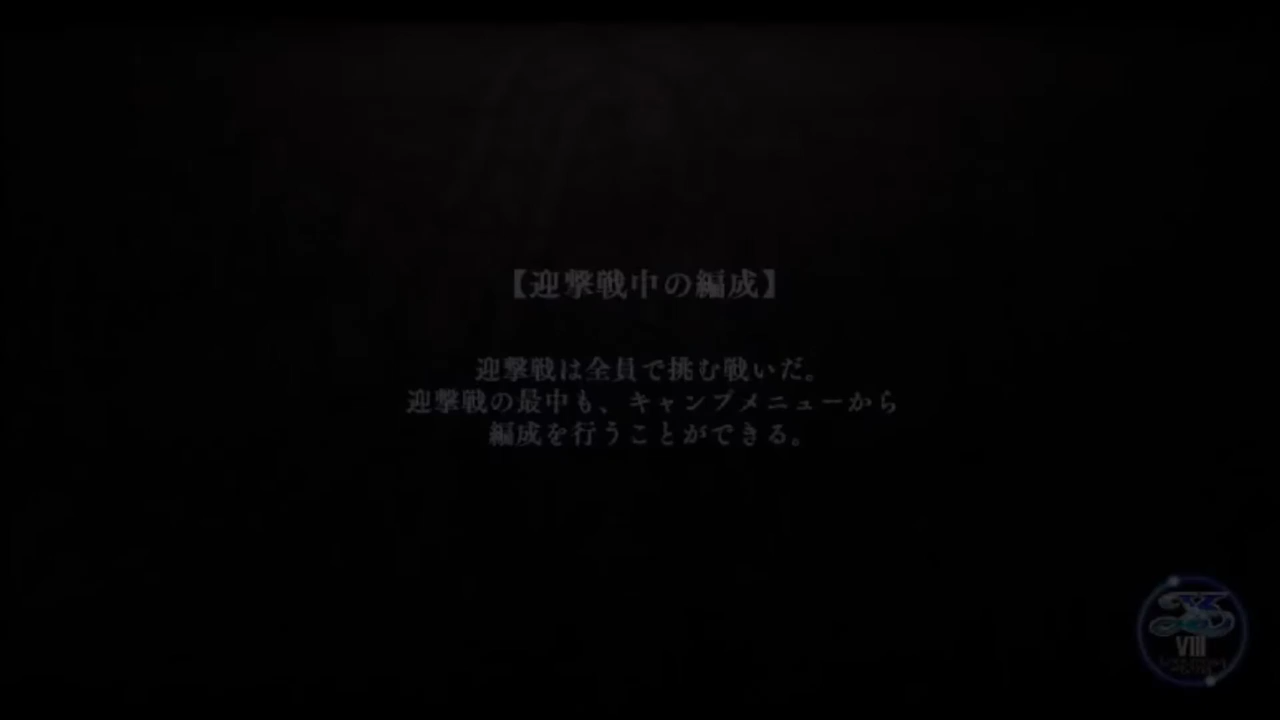 【迎撃戦中の編成】
迎撃戦は全員で挑む戦いだ。
迎撃戦の最中も、キャンプメニューから
編成を行うことができる。
Ys
VIII